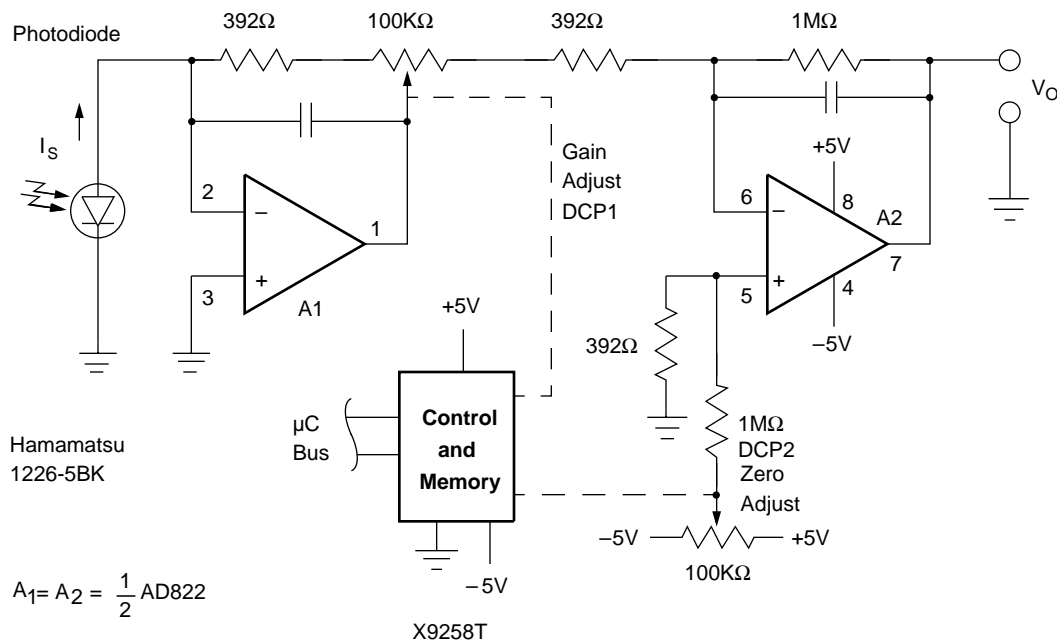 392Ω
100KΩ
392Ω
1MΩ
Photodiode
V_O
I_S
+5V
Gain
Adjust
DCP1
2
–
1
6
–
8
A2
7
3
+
A1
5
+
4
+5V
–5V
392Ω
µC
Bus
Control
and
Memory
1MΩ
DCP2
Zero
Adjust
Hamamatsu
1226-5BK
–5V
+5V
100KΩ
–5V
A₁= A₂ = 1/2 AD822
X9258T